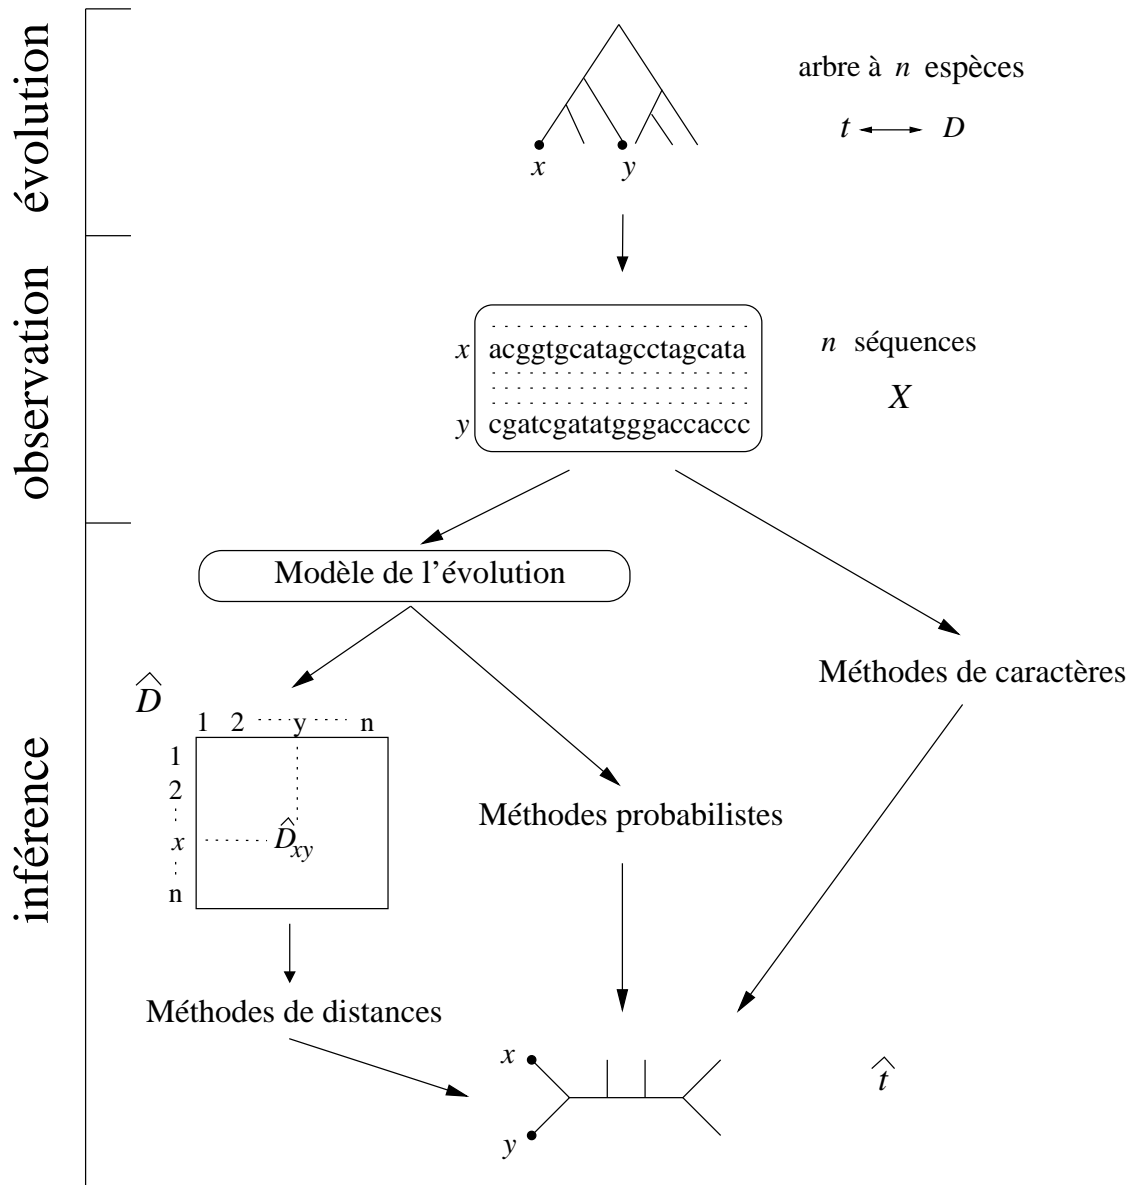 évolution
arbre à n espèces
t D
x y
observation
n séquences
x acggtgcatagcctagcata
X
y cgatcgatatgggaccaccc
inférence
Modèle de l'évolution
Méthodes de caractères
D̂
1 2 y n
1
2
x D̂xy
n
Méthodes probabilistes
Méthodes de distances
x
t̂
y